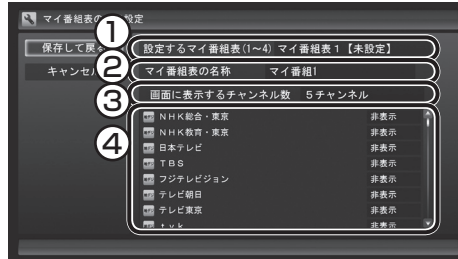 マイ番組表の 設定
①
保存して戻 設定するマイ番組表(1~4) マイ番組表1【未設定】
②
キャンセル マイ番組表の名称 マイ番組1
③
画面に表示するチャンネル数 5チャンネル
④
NHK総合・東京 非表示
NHK教育・東京 非表示
日本テレビ 非表示
TBS 非表示
フジテレビジョン 非表示
テレビ朝日 非表示
テレビ東京 非表示
tvk 非表示